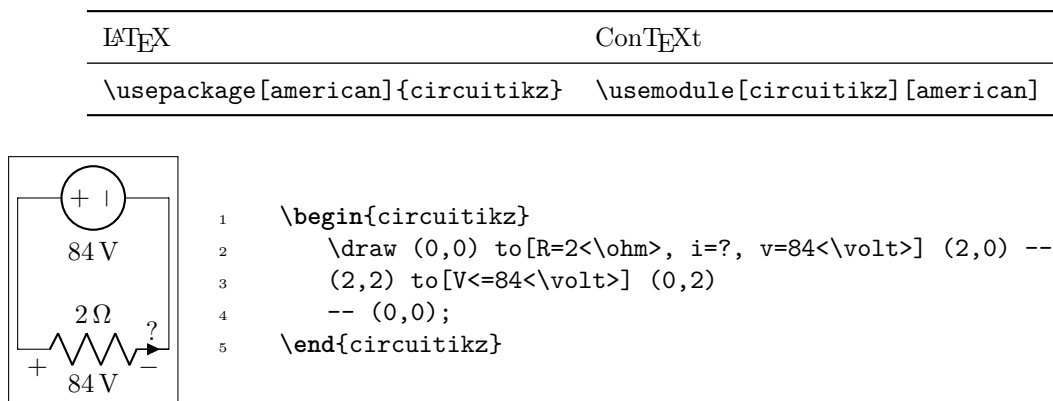 LATEX ConTEXt
\usepackage[american]{circuitikz} \usemodule[circuitikz][american]
+ −
84 V
2 Ω
?
+ −
84 V
1 \begin{circuitikz}
2 \draw (0,0) to[R=2<\ohm>, i=?, v=84<\volt>] (2,0) --
3 (2,2) to[V<=84<\volt>] (0,2)
4 -- (0,0);
5 \end{circuitikz}